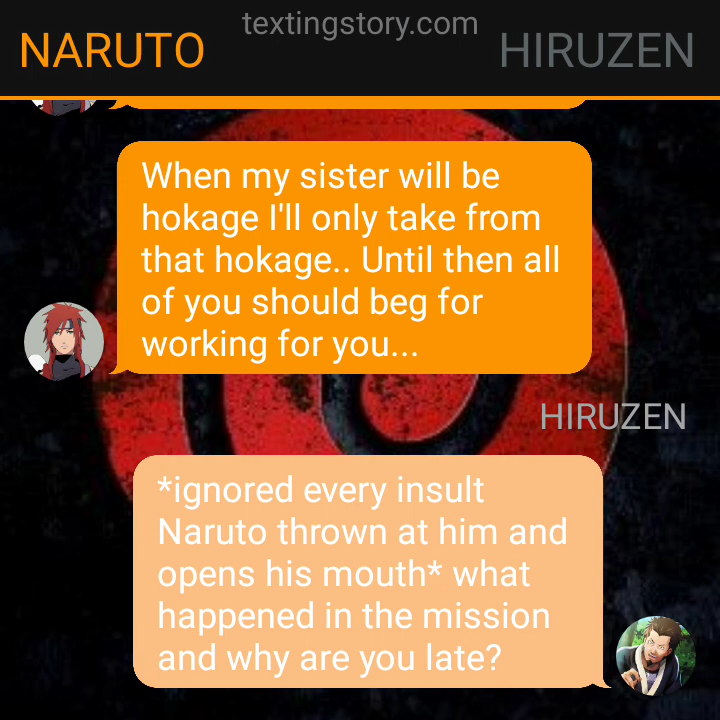 textingstory.com
NARUTO
HIRUZEN
When my sister will be
hokage I'll only take from
that hokage.. Until then all
of you should beg for
working for you...
HIRUZEN
*ignored every insult
Naruto thrown at him and
opens his mouth* what
happened in the mission
and why are you late?